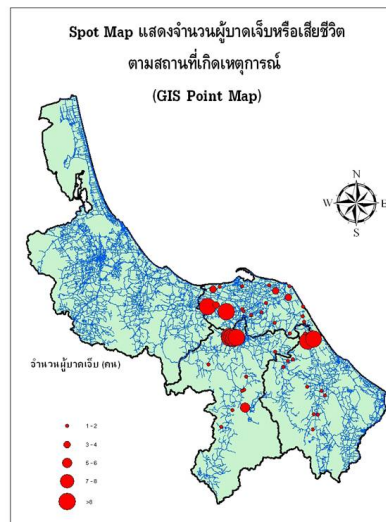 Spot Map แสดงจำนวนผู้บาดเจ็บหรือเสียชีวิต
ตามสถานที่เกิดเหตุการณ์
(GIS Point Map)
N
W
E
S
จำนวนผู้บาดเจ็บ (คน)
1 - 2
3 - 4
5 - 6
7 - 8
>8